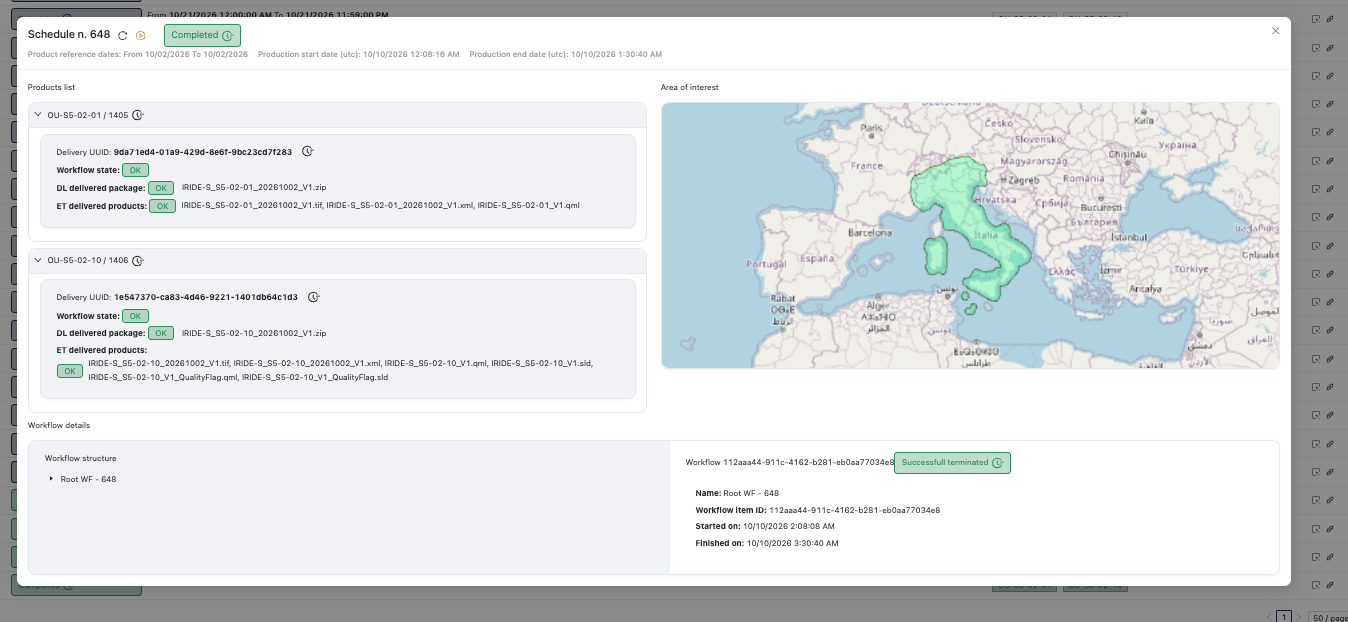 From 10/21/2026 12:00:00 AM To 10/21/2026 11:59:00 PM
Schedule n. 648
Completed
Product reference dates: From 10/02/2026 To 10/02/2026 Production start date (utc): 10/10/2026 12:08:16 AM Production end date (utc): 10/10/2026 1:30:40 AM
Products list
OU-S5-02-01 / 1405
Delivery UUID: 9da71ed4-01a9-429d-8e6f-9bc23cd7f283
Workflow state: OK
DL delivered package: OK IRIDE-S_S5-02-01_20261002_V1.zip
ET delivered products: OK IRIDE-S_S5-02-01_20261002_V1.tif, IRIDE-S_S5-02-01_20261002_V1.xml, IRIDE-S_S5-02-01_V1.qml
OU-S5-02-10 / 1406
Delivery UUID: 1e547370-ca83-4d46-9221-1401db64c1d3
Workflow state: OK
DL delivered package: OK IRIDE-S_S5-02-10_20261002_V1.zip
ET delivered products:
OK IRIDE-S_S5-02-10_20261002_V1.tif, IRIDE-S_S5-02-10_20261002_V1.xml, IRIDE-S_S5-02-10_V1.qml, IRIDE-S_S5-02-10_V1.sld,
IRIDE-S_S5-02-10_V1_QualityFlag.qml, IRIDE-S_S5-02-10_V1_QualityFlag.sld
Area of interest
Paris
Česko
Київ
Slovensko
Україна
France
Magyarország
Chișinău
Zagreb
România
Hrvatska
Србија
București
България
Barcelona
Italia
İstanbul
Portugal
España
Ελλάς
İzmir
Türkiye
Antalya
Rabat
الرباط
Alger
الجزائر
تونس
تونس
طرابلس
دمشق
سوريا
الموصل
العراق
Workflow details
Workflow structure
Root WF - 648
Workflow 112aaa44-911c-4162-b281-eb0aa77034e8 Successfull terminated
Name: Root WF - 648
Workflow item ID: 112aaa44-911c-4162-b281-eb0aa77034e8
Started on: 10/10/2026 2:08:08 AM
Finished on: 10/10/2026 3:30:40 AM
1
50 / page